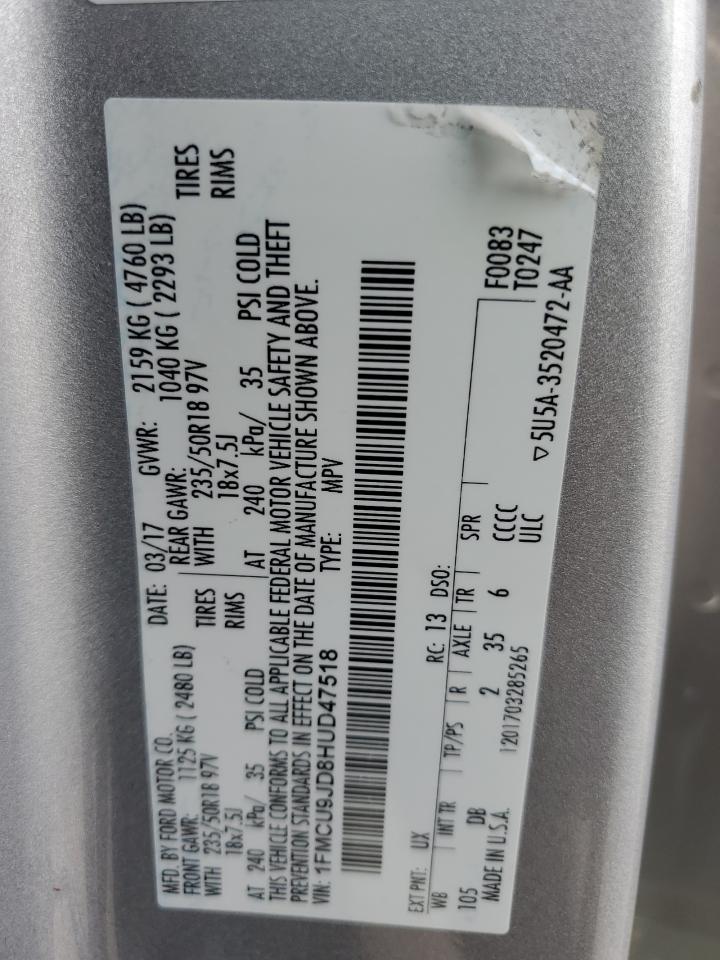 MFD. BY FORD MOTOR CO. DATE: 03/17 GVWR: 2159 KG ( 4760 LB)
FRONT GAWR: 1125 KG ( 2480 LB) REAR GAWR: 1040 KG ( 2293 LB)
WITH 235/50R18 97V TIRES WITH 235/50R18 97V TIRES
18x7.5J RIMS 18x7.5J RIMS
AT 240 kPa/ 35 PSI COLD AT 240 kPa/ 35 PSI COLD
THIS VEHICLE CONFORMS TO ALL APPLICABLE FEDERAL MOTOR VEHICLE SAFETY AND THEFT
PREVENTION STANDARDS IN EFFECT ON THE DATE OF MANUFACTURE SHOWN ABOVE.
VIN: 1FMCU9JD8HUD47518 TYPE: MPV
EXT PNT: UX RC: 13 DSO: F0083
WB INT TR TP/PS R AXLE TR SPR T0247
105 DB 2 35 6 CCCC ▽5U5A-3520472-AA
MADE IN U.S.A. 1201703285265 ULC